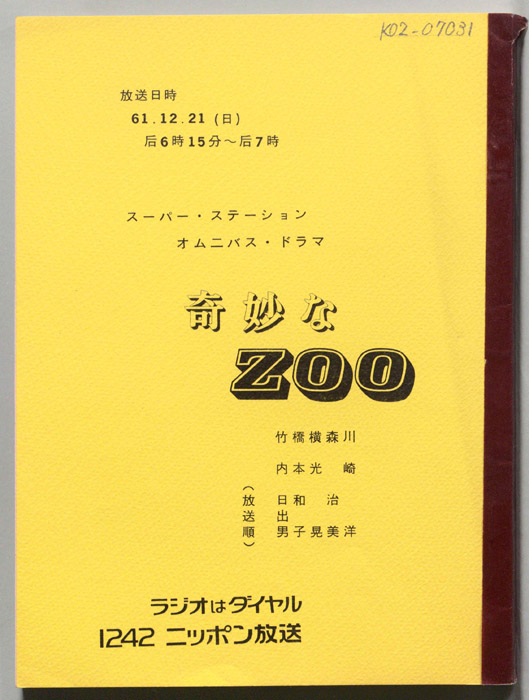 K02-07031
放送日時
61.12.21 (日)
后6時15分～后7時
スーパー・ステーション
オムニバス・ドラマ
奇妙な
ZOO
川崎洋
森治美
横光晃
橋本和子
竹内日出男
(放送順)
ラジオはダイヤル
1242 ニッポン放送